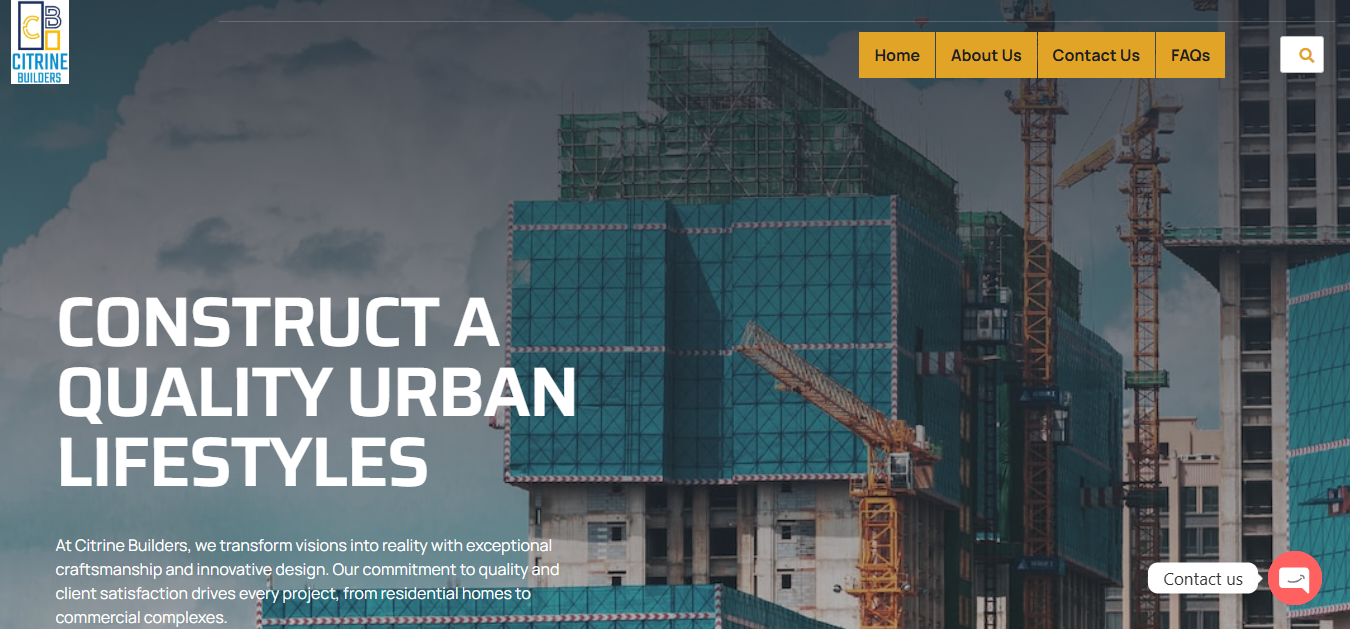 CB
CITRINE
BUILDERS
Home About Us Contact Us FAQs
CONSTRUCT A
QUALITY URBAN
LIFESTYLES
At Citrine Builders, we transform visions into reality with exceptional
craftsmanship and innovative design. Our commitment to quality and
client satisfaction drives every project, from residential homes to
commercial complexes.
Contact us